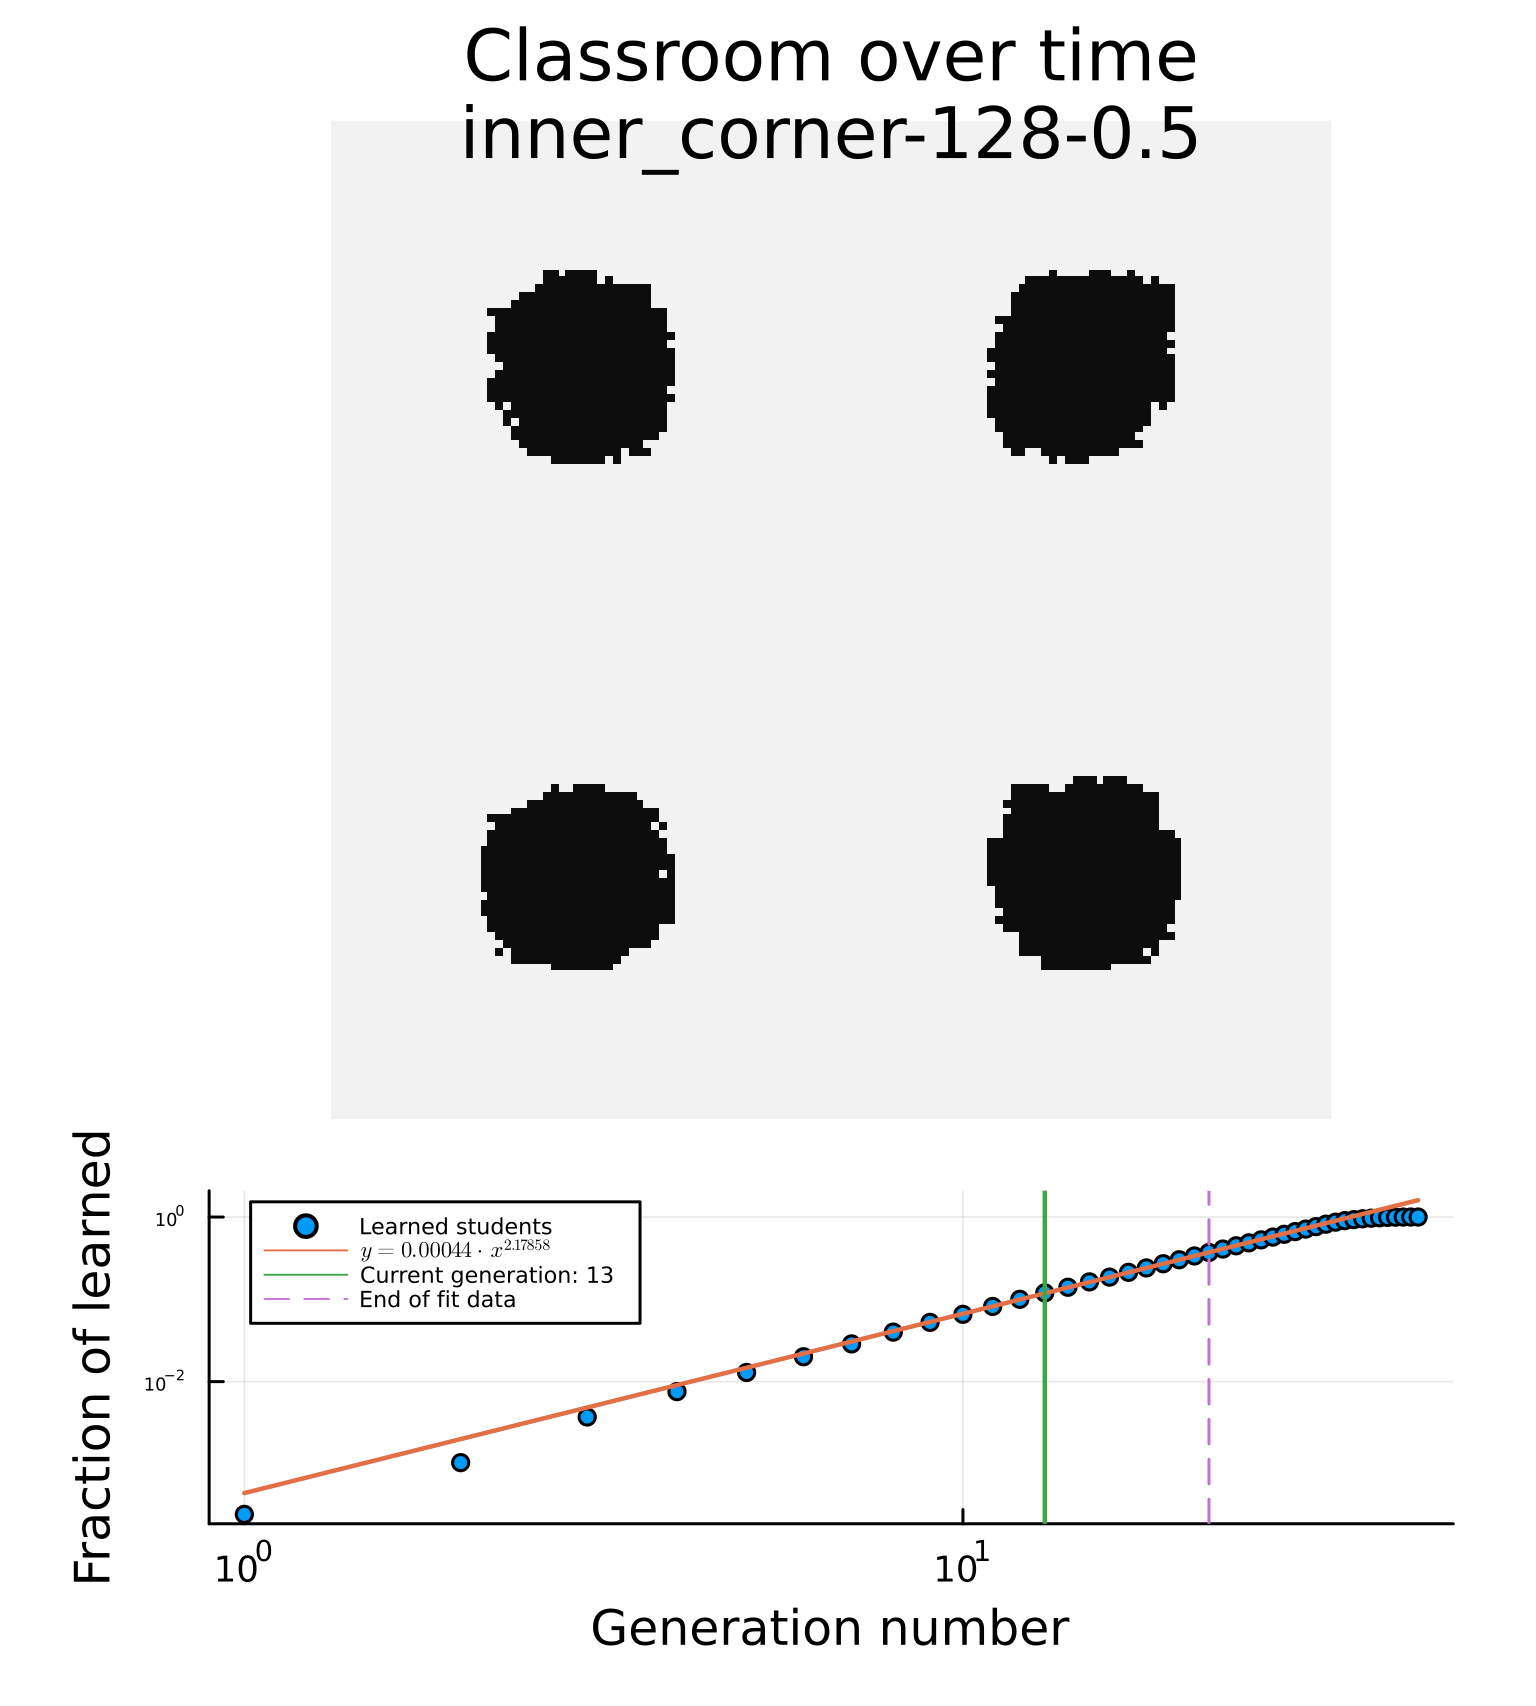 Classroom over time
inner_corner-128-0.5
Fraction of learned
10^0
10^-2
Learned students
y = 0.00044 · x^2.17858
Current generation: 13
End of fit data
10^0
10^1
Generation number